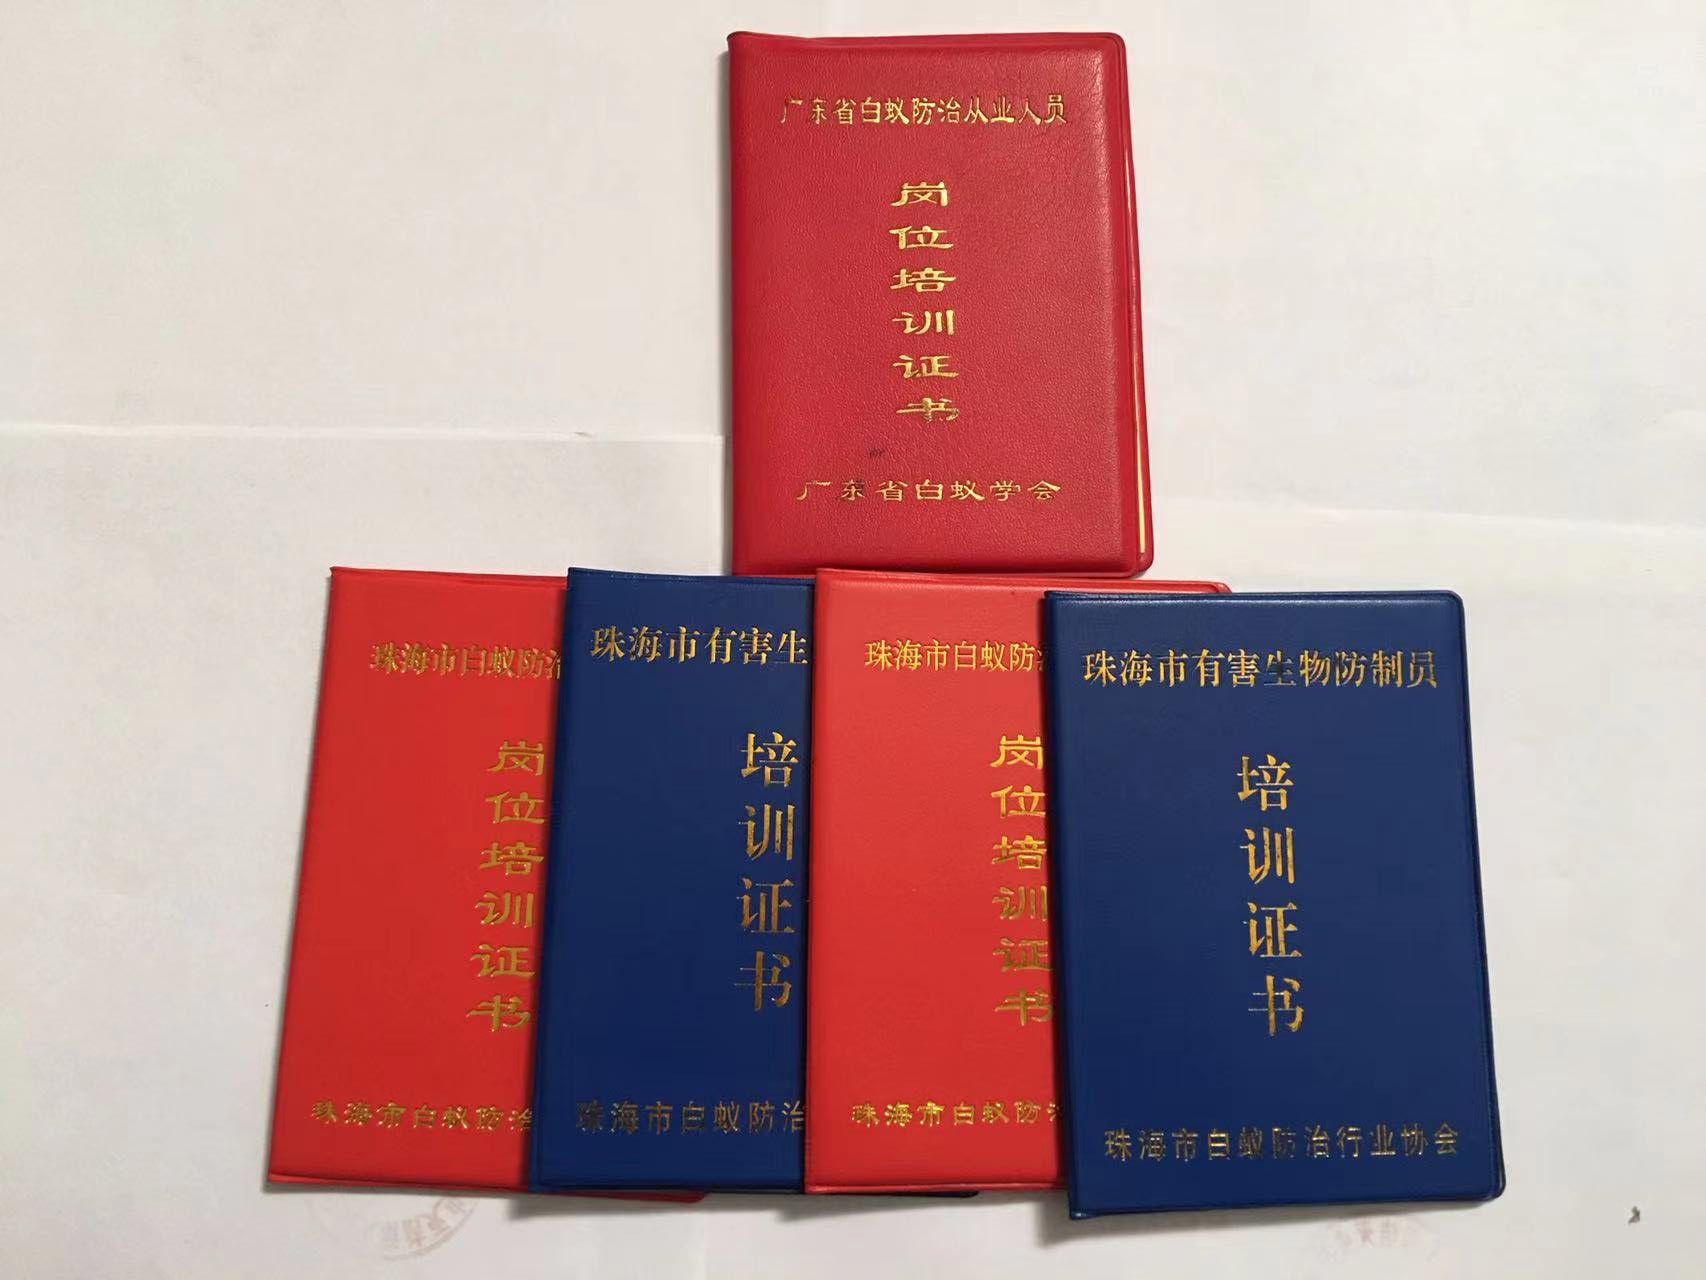 广东省白蚁防治从业人员
岗
位
培
训
证
书
广东省白蚁学会
珠海市白蚁防治
岗
位
培
训
证
书
珠海市白蚁防治
珠海市有害生
培
训
证
书
珠海市白蚁防治
珠海市白蚁防治
岗
位
培
训
证
书
珠海市白蚁防治
珠海市有害生物防制员
培
训
证
书
珠海市白蚁防治行业协会